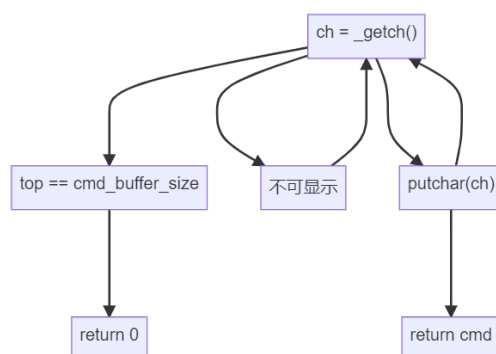 ch = _getch()
top == cmd_buffer_size
不可显示
putchar(ch)
return 0
return cmd